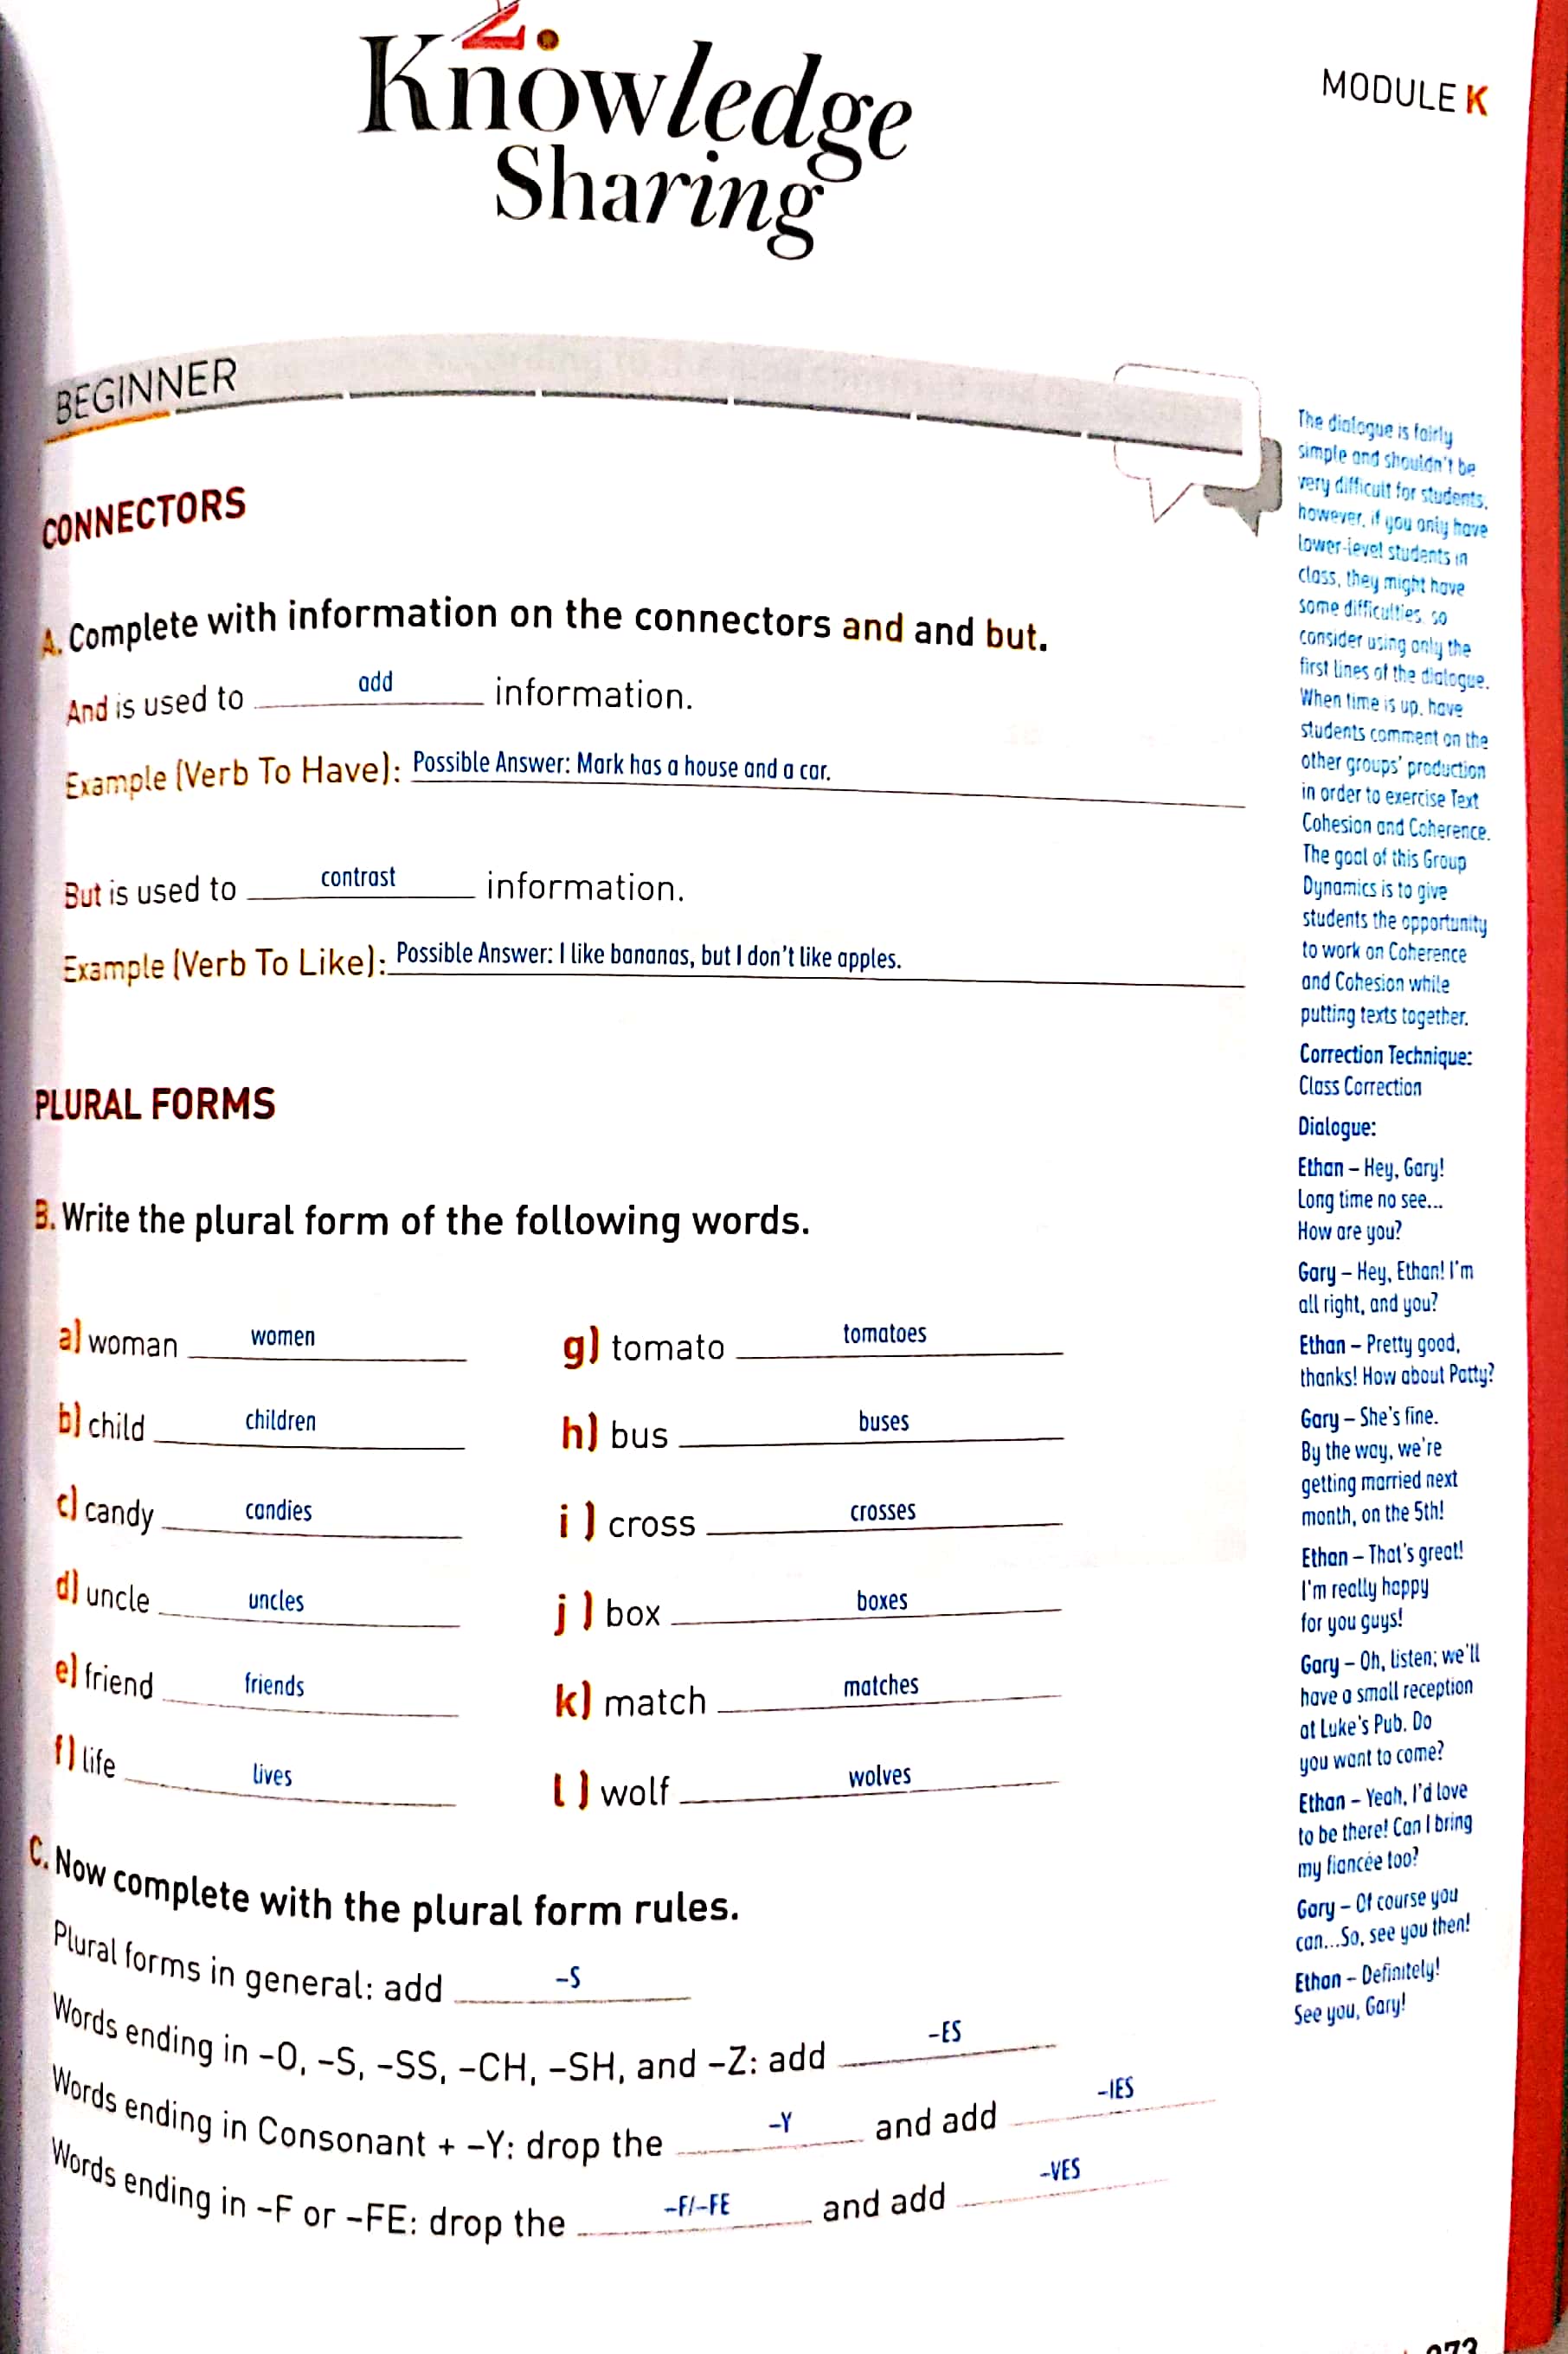 2.
Knowledge
Sharing
MODULE K
BEGINNER
CONNECTORS
A. Complete with information on the connectors and and but.
And is used to add information.
Example (Verb To Have): Possible Answer: Mark has a house and a car.
But is used to contrast information.
Example (Verb To Like): Possible Answer: I like bananas, but I don't like apples.
PLURAL FORMS
B. Write the plural form of the following words.
a) woman women
b) child children
c) candy candies
d) uncle uncles
e) friend friends
f) life lives
g) tomato tomatoes
h) bus buses
i) cross crosses
j) box boxes
k) match matches
l) wolf wolves
C. Now complete with the plural form rules.
Plural forms in general: add –S
Words ending in –O, –S, –SS, –CH, –SH, and –Z: add –ES
Words ending in Consonant + –Y: drop the –Y and add –IES
Words ending in –F or –FE: drop the –F/–FE and add –VES
The dialogue is fairly
simple and shouldn't be
very difficult for students,
however, if you only have
lower-level students in
class, they might have
some difficulties, so
consider using only the
first lines of the dialogue.
When time is up, have
students comment on the
other groups' production
in order to exercise Text
Cohesion and Coherence.
The goal of this Group
Dynamics is to give
students the opportunity
to work on Coherence
and Cohesion while
putting texts together.
Correction Technique:
Class Correction
Dialogue:
Ethan – Hey, Gary!
Long time no see...
How are you?
Gary – Hey, Ethan! I'm
all right, and you?
Ethan – Pretty good,
thanks! How about Patty?
Gary – She's fine.
By the way, we're
getting married next
month, on the 5th!
Ethan – That's great!
I'm really happy
for you guys!
Gary – Oh, listen; we'll
have a small reception
at Luke's Pub. Do
you want to come?
Ethan – Yeah, I'd love
to be there! Can I bring
my fiancée too?
Gary – Of course you
can...So, see you then!
Ethan – Definitely!
See you, Gary!